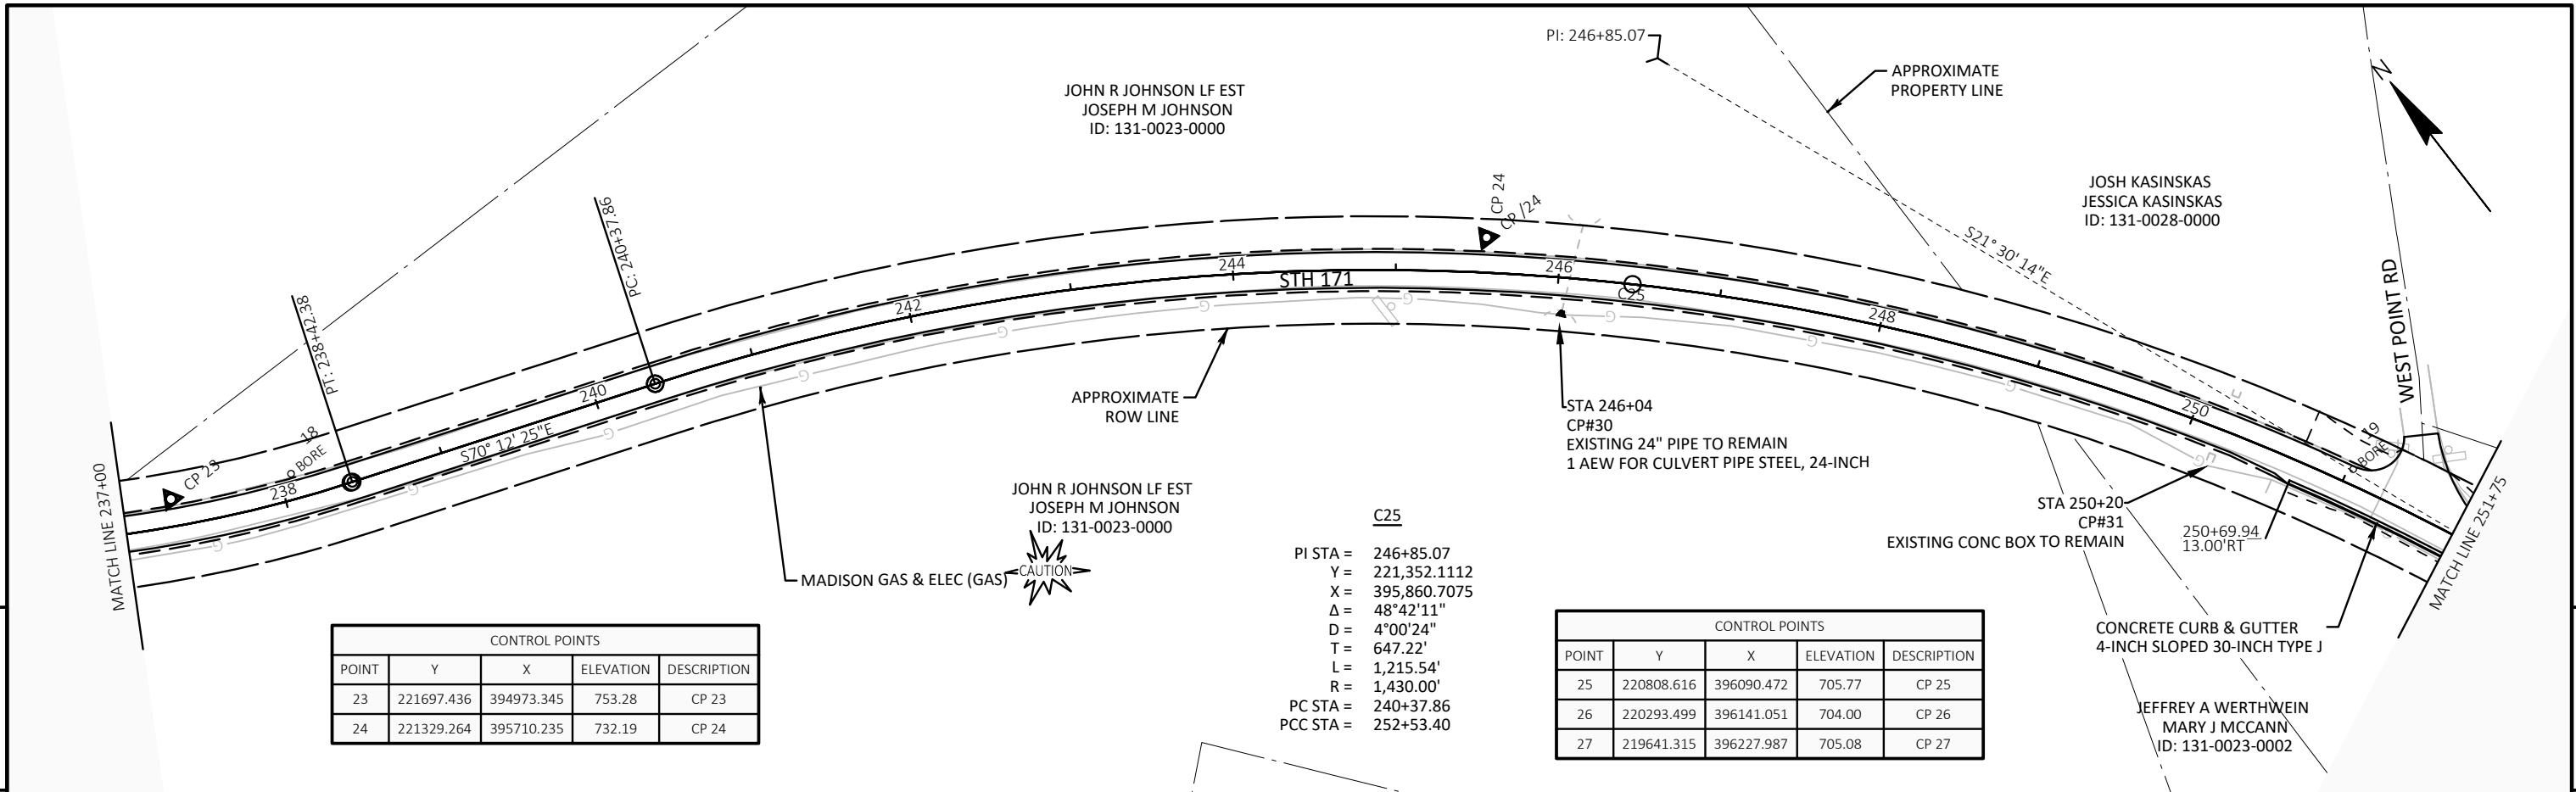 PI: 246+85.07
APPROXIMATE
PROPERTY LINE
N
JOHN R JOHNSON LF EST
JOSEPH M JOHNSON
ID: 131-0023-0000
JOSH KASINSKAS
JESSICA KASINSKAS
ID: 131-0028-0000
CP 24
CP /24
S21° 30' 14"E
WEST POINT RD
PC: 240+37.86
PT: 238+42.38
244
STH 171
246
C25
242
248
240
250
S70° 12' 25"E
18
BORE
CP 23
238
19
BORE
MATCH LINE 237+00
MATCH LINE 251+75
G G G G G G G G G G G
APPROXIMATE
ROW LINE
STA 246+04
CP#30
EXISTING 24" PIPE TO REMAIN
1 AEW FOR CULVERT PIPE STEEL, 24-INCH
JOHN R JOHNSON LF EST
JOSEPH M JOHNSON
ID: 131-0023-0000
MADISON GAS & ELEC (GAS)
CAUTION
STA 250+20
CP#31
EXISTING CONC BOX TO REMAIN
250+69.94
13.00'RT
C25
PI STA = 246+85.07
Y = 221,352.1112
X = 395,860.7075
Δ = 48°42'11"
D = 4°00'24"
T = 647.22'
L = 1,215.54'
R = 1,430.00'
PC STA = 240+37.86
PCC STA = 252+53.40
CONTROL POINTS
POINT Y X ELEVATION DESCRIPTION
23 221697.436 394973.345 753.28 CP 23
24 221329.264 395710.235 732.19 CP 24
CONTROL POINTS
POINT Y X ELEVATION DESCRIPTION
25 220808.616 396090.472 705.77 CP 25
26 220293.499 396141.051 704.00 CP 26
27 219641.315 396227.987 705.08 CP 27
CONCRETE CURB & GUTTER
4-INCH SLOPED 30-INCH TYPE J
JEFFREY A WERTHWEIN
MARY J MCCANN
ID: 131-0023-0002